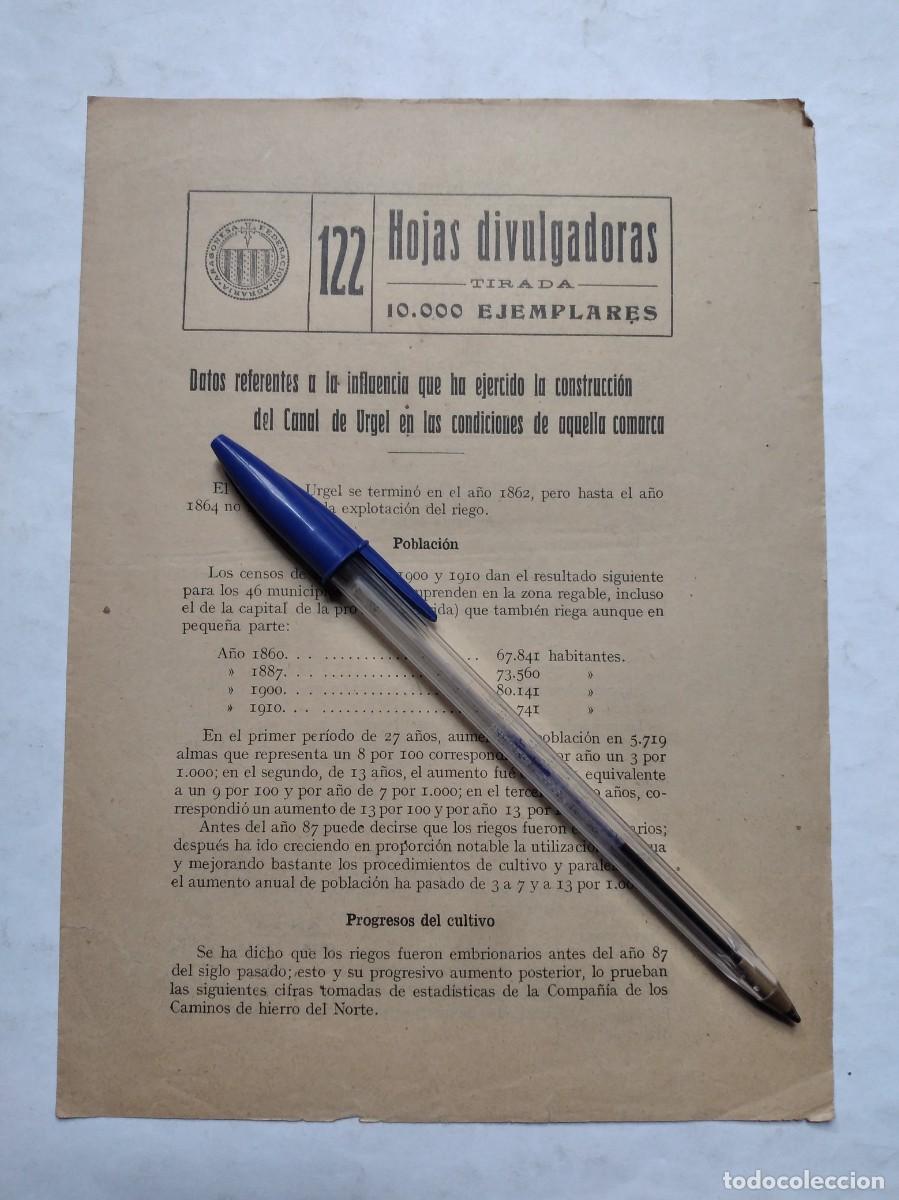 FEDERACION AGRARIA ARAGONESA
122
Hojas divulgadoras
TIRADA
10.000 EJEMPLARES
Datos referentes a la influencia que ha ejercido la construcción
del Canal de Urgel en las condiciones de aquella comarca
El Urgel se terminó en el año 1862, pero hasta el año
1864 no explotación del riego.
Población
Los censos de 1900 y 1910 dan el resultado siguiente
para los 46 municip en la zona regable, incluso
el de la capital de la pro ida) que también riega aunque en
pequeña parte:
Año 1860. . . . . . . . . . . . . . . . . . . 67.841 habitantes.
» 1887. . . . . . . . . . . . . . . . . . . 73.560 »
» 1900. . . . . . . . . . . . . . . . . . . 80.141 »
» 1910. . . . . . . . . . . . . . . . . . . 741 »
En el primer período de 27 años, aume población en 5.719
almas que representa un 8 por 100 correspond or año un 3 por
1.000; en el segundo, de 13 años, el aumento fué equivalente
a un 9 por 100 y por año de 7 por 1.000; en el terce años, co-
rrespondió un aumento de 13 por 100 y por año 13 por
Antes del año 87 puede decirse que los riegos fueron arios;
después ha ido creciendo en proporción notable la utilización ua
y mejorando bastante los procedimientos de cultivo y parale
el aumento anual de población ha pasado de 3 a 7 y a 13 por 1.00
Progresos del cultivo
Se ha dicho que los riegos fueron embrionarios antes del año 87
del siglo pasado; esto y su progresivo aumento posterior, lo prueban
las siguientes cifras tomadas de estadísticas de la Compañía de los
Caminos de hierro del Norte.
todocoleccion